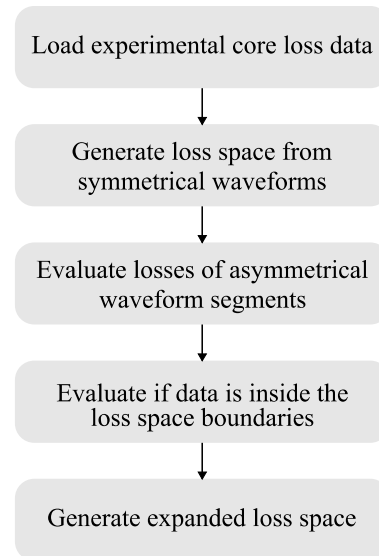 Load experimental core loss data
Generate loss space from
symmetrical waveforms
Evaluate losses of asymmetrical
waveform segments
Evaluate if data is inside the
loss space boundaries
Generate expanded loss space